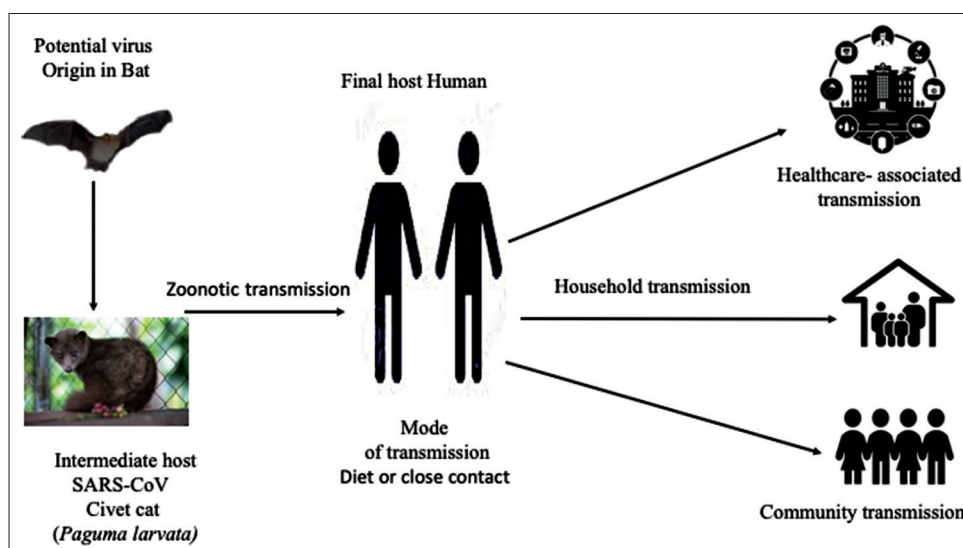 Potential virus
Origin in Bat
Intermediate host
SARS-CoV
Civet cat
(Paguma larvata)
Zoonotic transmission
Final host Human
Mode
of transmission
Diet or close contact
Healthcare- associated
transmission
Household transmission
Community transmission